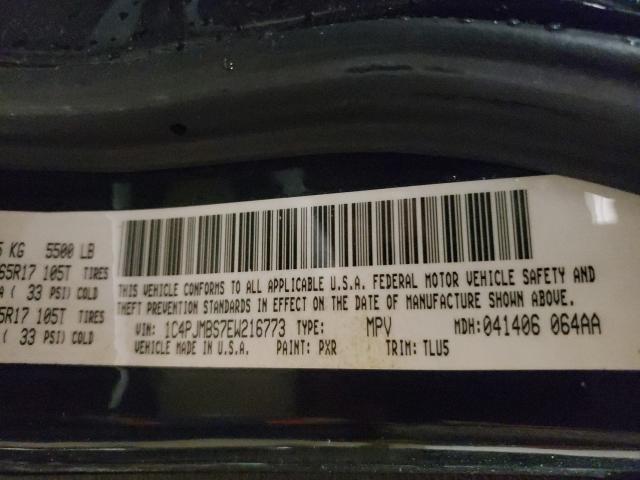 5 KG 5500 LB
65R17 105T TIRES
A ( 33 PSI) COLD
65R17 105T TIRES
( 33 PSI) COLD
THIS VEHICLE CONFORMS TO ALL APPLICABLE U.S.A. FEDERAL MOTOR VEHICLE SAFETY AND
THEFT PREVENTION STANDARDS IN EFFECT ON THE DATE OF MANUFACTURE SHOWN ABOVE.
VIN: 1C4PJMBS7EW216773 TYPE: MPV MDH:041406 064AA
VEHICLE MADE IN U.S.A. PAINT: PXR TRIM: TLU5